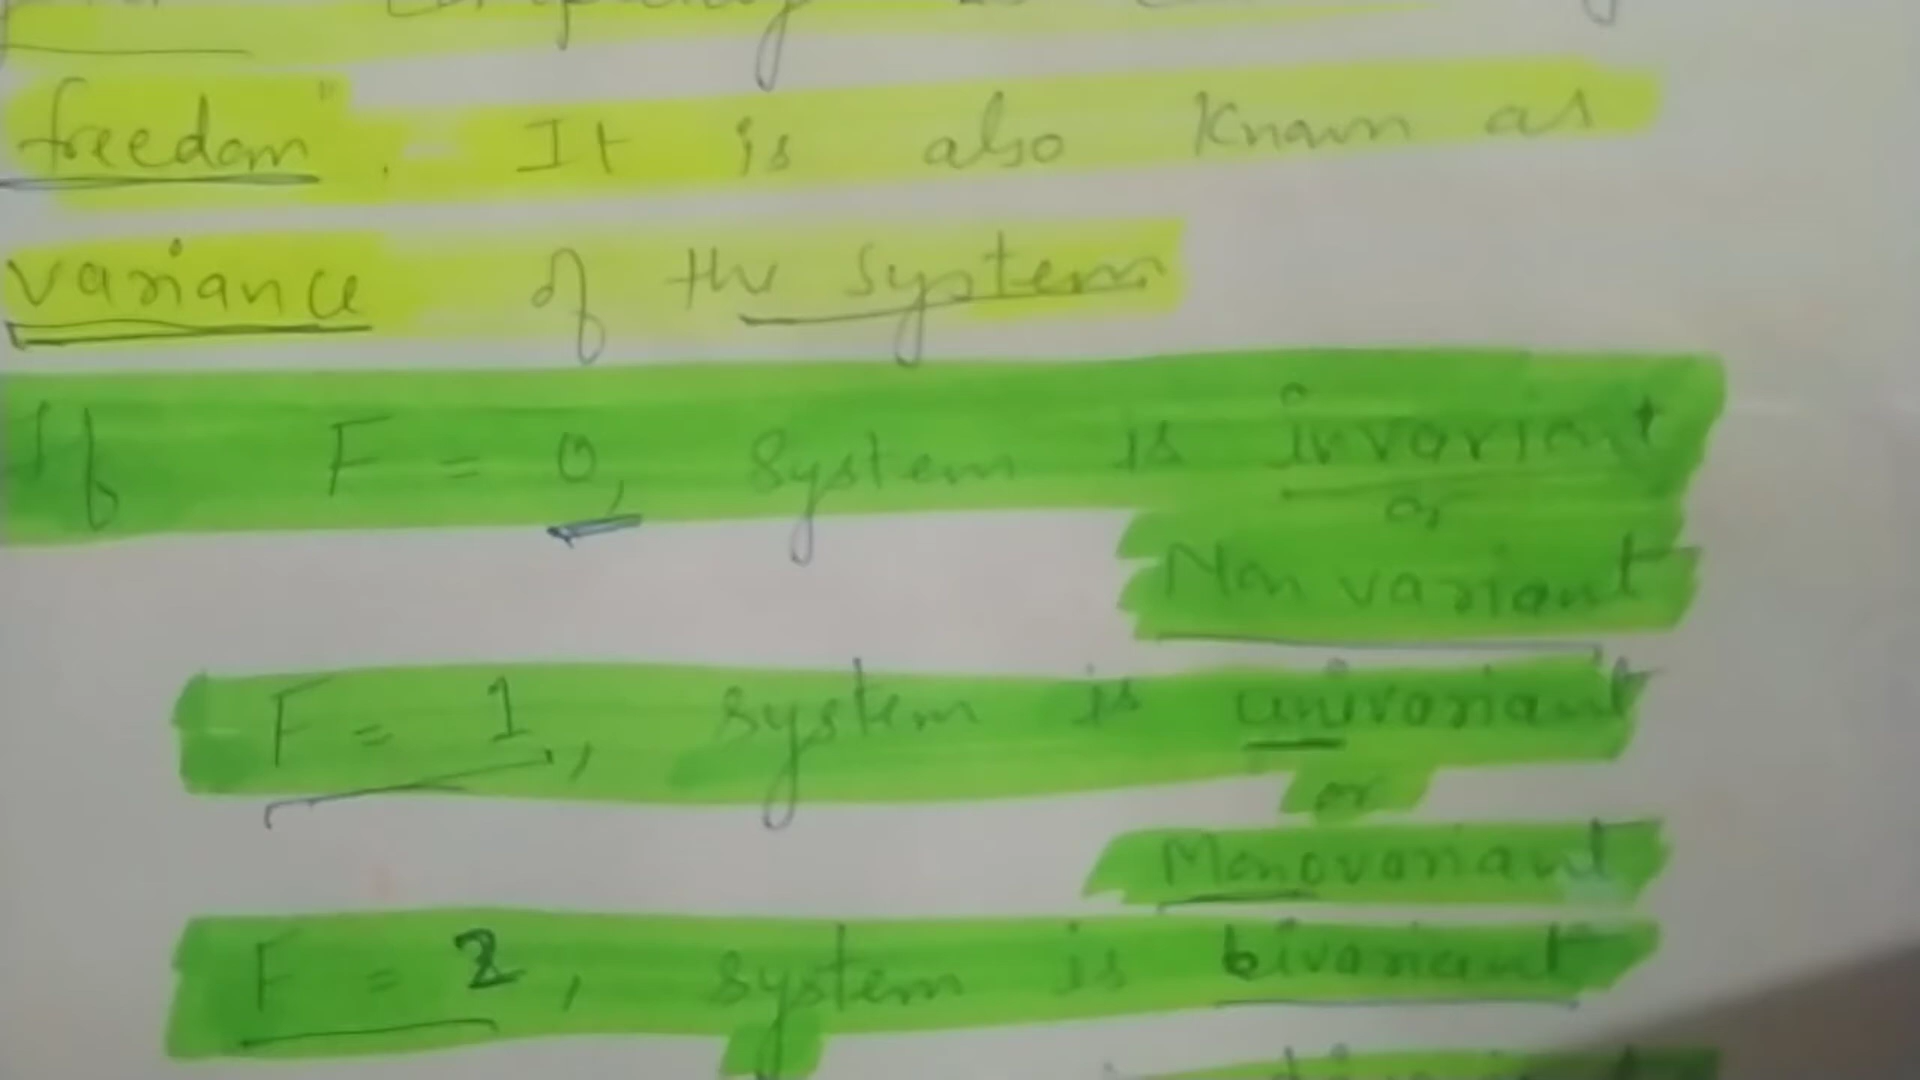 freedom". It is also known as
variance of the system
If F = 0, system is invariant
or
Non variant
F = 1, system is univariant
or
Monovariant
F = 2, system is bivariant